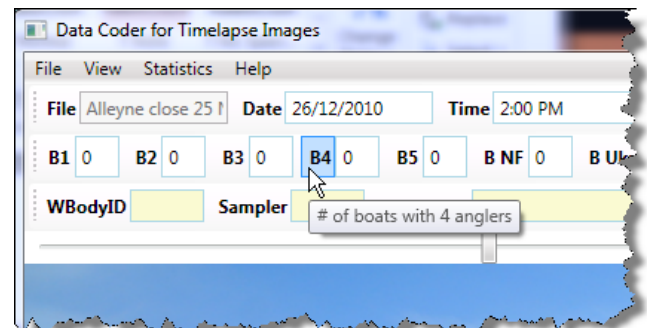 Data Coder for Timelapse Images
File View Statistics Help
File Alleyne close 25 Date 26/12/2010 Time 2:00 PM
B1 0 B2 0 B3 0 B4 0 B5 0 B NF 0 B
WBodyID Sampler
# of boats with 4 anglers